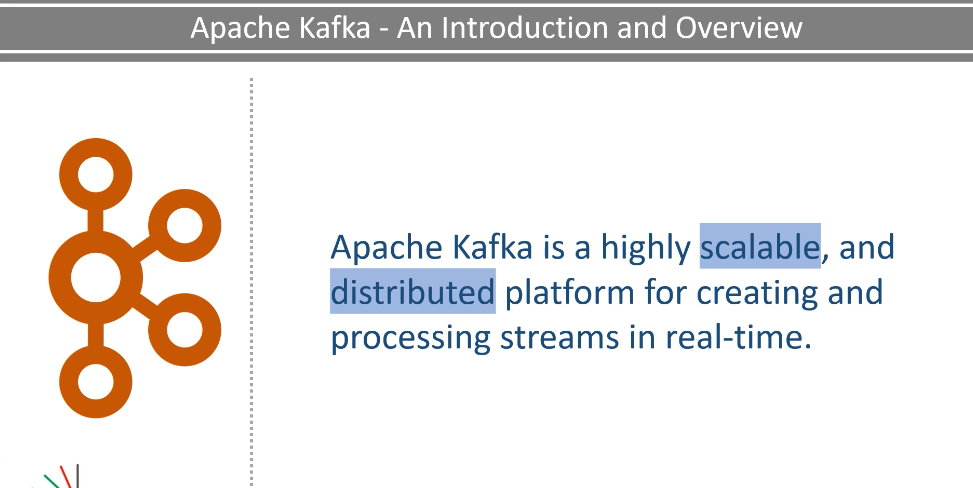 Apache Kafka - An Introduction and Overview
Apache Kafka is a highly scalable, and
distributed platform for creating and
processing streams in real-time.